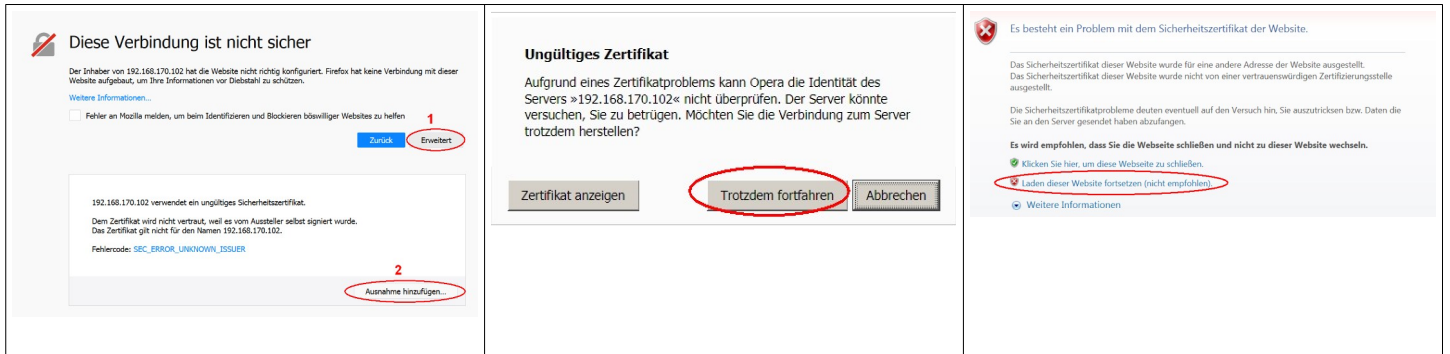 Diese Verbindung ist nicht sicher
Der Inhaber von 192.168.170.102 hat die Website nicht richtig konfiguriert. Firefox hat keine Verbindung mit dieser
Website aufgebaut, um Ihre Informationen vor Diebstahl zu schützen.
Weitere Informationen...
Fehler an Mozilla melden, um beim Identifizieren und Blockieren böswilliger Websites zu helfen
1
Zurück Erweitert
192.168.170.102 verwendet ein ungültiges Sicherheitszertifikat.
Dem Zertifikat wird nicht vertraut, weil es vom Aussteller selbst signiert wurde.
Das Zertifikat gilt nicht für den Namen 192.168.170.102.
Fehlercode: SEC_ERROR_UNKNOWN_ISSUER
2
Ausnahme hinzufügen...
Ungültiges Zertifikat
Aufgrund eines Zertifikatproblems kann Opera die Identität des
Servers »192.168.170.102« nicht überprüfen. Der Server könnte
versuchen, Sie zu betrügen. Möchten Sie die Verbindung zum Server
trotzdem herstellen?
Zertifikat anzeigen Trotzdem fortfahren Abbrechen
Es besteht ein Problem mit dem Sicherheitszertifikat der Website.
Das Sicherheitszertifikat dieser Website wurde für eine andere Adresse der Website ausgestellt.
Das Sicherheitszertifikat dieser Website wurde nicht von einer vertrauenswürdigen Zertifizierungsstelle
ausgestellt.
Die Sicherheitszertifikatprobleme deuten eventuell auf den Versuch hin, Sie auszutricksen bzw. Daten die
Sie an den Server gesendet haben abzufangen.
Es wird empfohlen, dass Sie die Webseite schließen und nicht zu dieser Website wechseln.
Klicken Sie hier, um diese Webseite zu schließen.
Laden dieser Website fortsetzen (nicht empfohlen).
Weitere Informationen